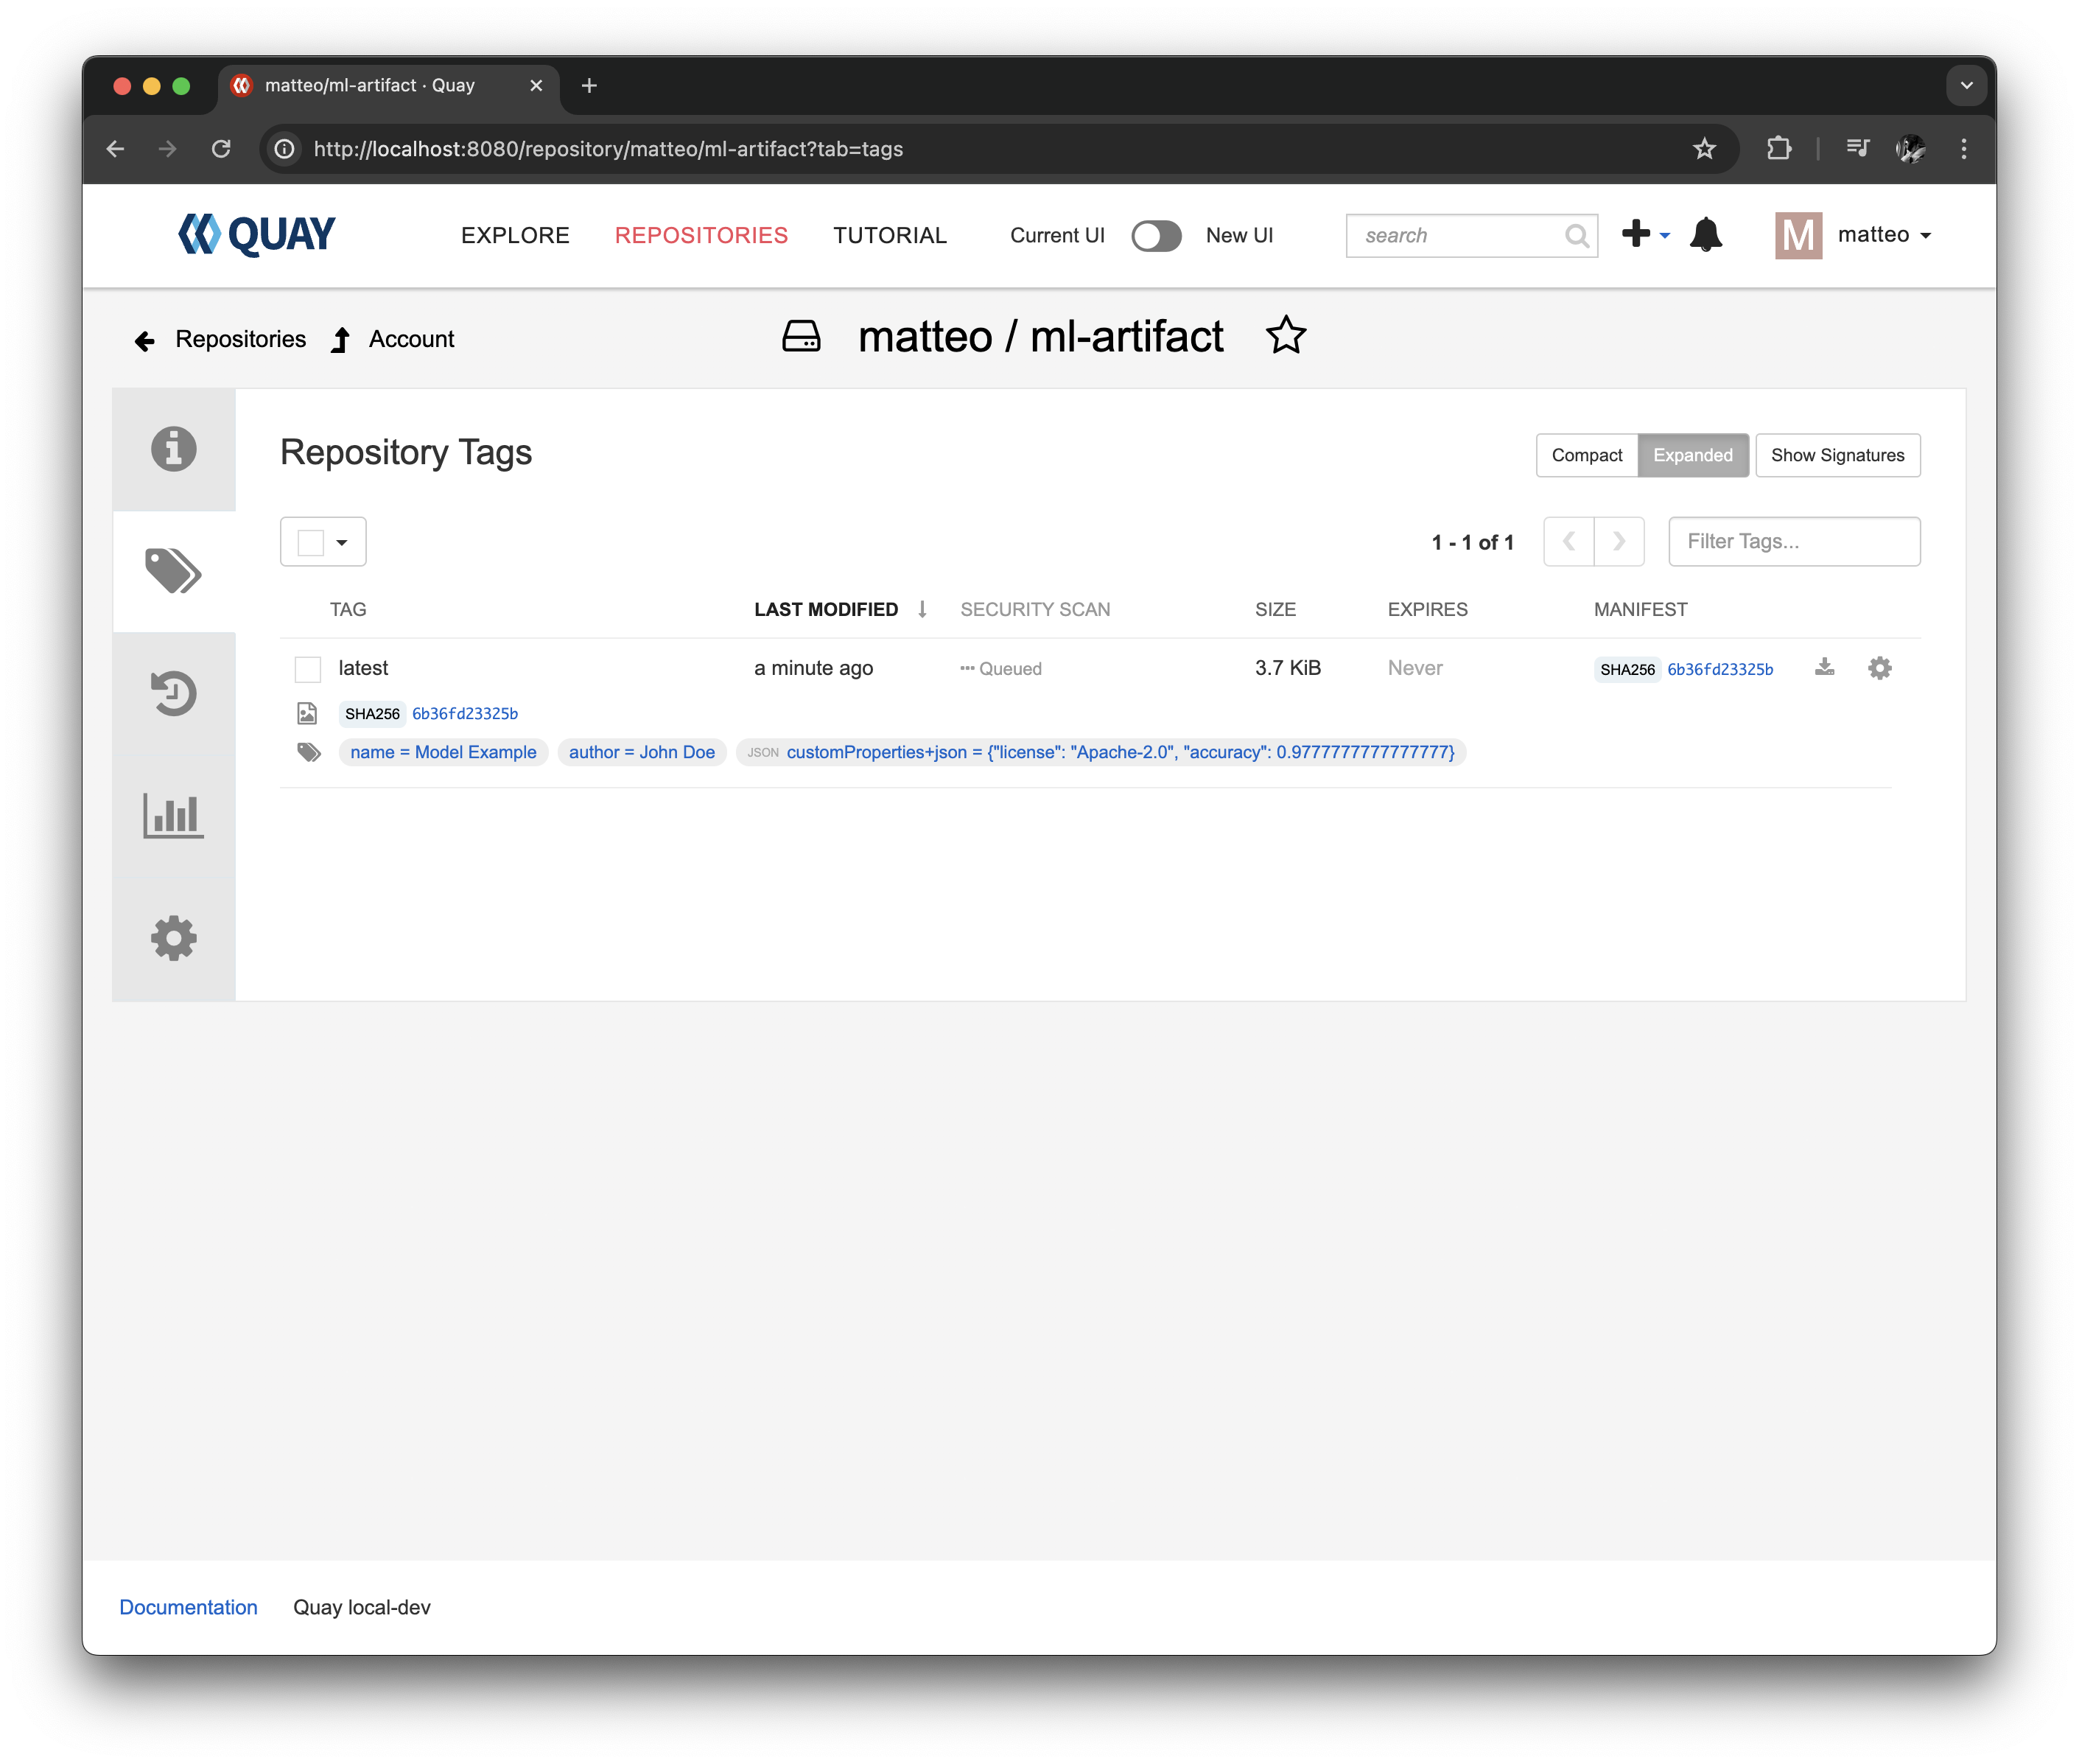 matteo/ml-artifact · Quay
http://localhost:8080/repository/matteo/ml-artifact?tab=tags
QUAY EXPLORE REPOSITORIES TUTORIAL Current UI New UI search M matteo
Repositories Account matteo / ml-artifact
Repository Tags Compact Expanded Show Signatures
1 - 1 of 1 Filter Tags...
TAG LAST MODIFIED SECURITY SCAN SIZE EXPIRES MANIFEST
latest a minute ago Queued 3.7 KiB Never SHA256 6b36fd23325b
SHA256 6b36fd23325b
name = Model Example author = John Doe JSON customProperties+json = {"license": "Apache-2.0", "accuracy": 0.9777777777777777}
Documentation Quay local-dev